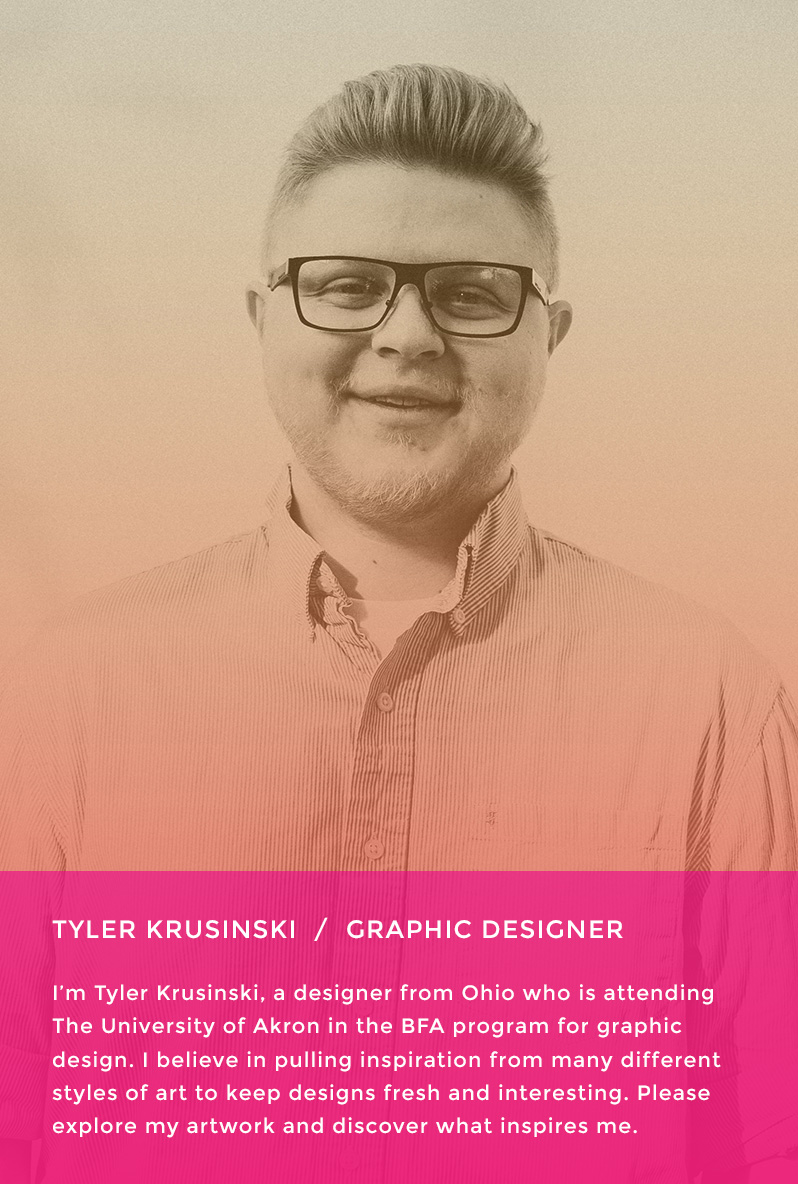 TYLER KRUSINSKI / GRAPHIC DESIGNER
I’m Tyler Krusinski, a designer from Ohio who is attending
The University of Akron in the BFA program for graphic
design. I believe in pulling inspiration from many different
styles of art to keep designs fresh and interesting. Please
explore my artwork and discover what inspires me.